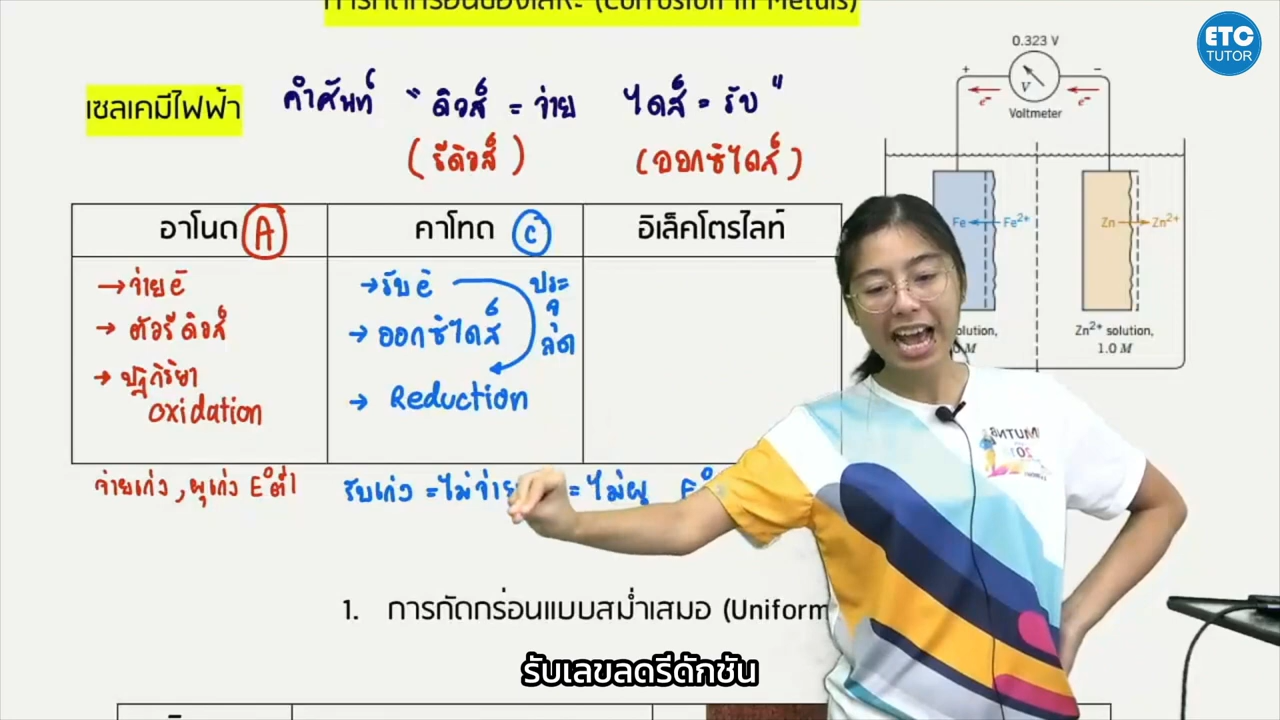 การกัดกร่อนของโลหะ (Corrosion in Metals)
ETC
TUTOR
เซลเคมีไฟฟ้า
คำศัพท์ " ดิวส์ = จ่าย ไดส์ = รับ "
(รีดิวส์) (ออกซิไดส์)
0.323 V
+ −
V
e⁻ e⁻
Voltmeter
Fe Fe²⁺
Zn Zn²⁺
olution,
M
Zn²⁺ solution,
1.0 M
อาโนด A
คาโทด C
อิเล็คโตรไลท์
→ จ่าย ē
→ ตัวรีดิวส์
→ ปฏิกิริยา
oxidation
→ รับ ē
→ ออกซิไดส์
→ Reduction
ประ
จุ
ลด
จ่ายเก่ง, ผุเก่ง E° ต่ำ
รับเก่ง = ไม่จ่าย = ไม่ผุ E°
1. การกัดกร่อนแบบสม่ำเสมอ (Uniform
รับเลขลดรีดักชัน